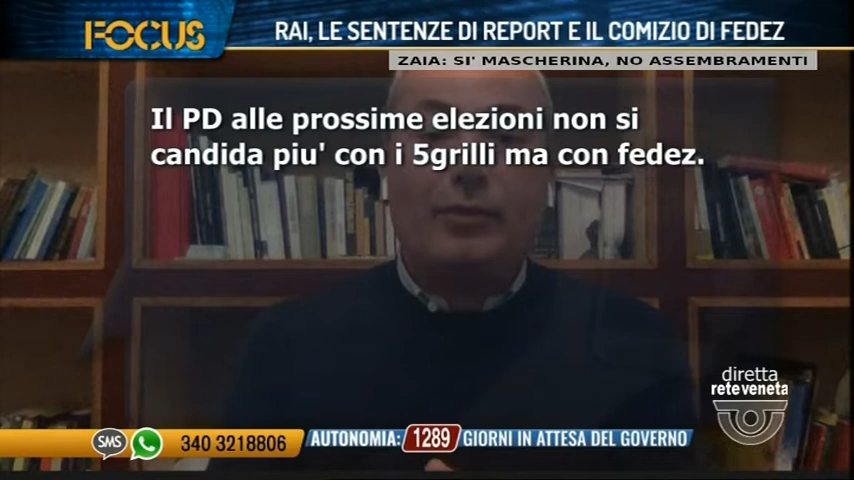 FOCUS
RAI, LE SENTENZE DI REPORT E IL COMIZIO DI FEDEZ
ZAIA: SI' MASCHERINA, NO ASSEMBRAMENTI
Il PD alle prossime elezioni non si
candida piu' con i 5grilli ma con fedez.
diretta
reteveneta
SMS 340 3218806 AUTONOMIA: 1289 GIORNI IN ATTESA DEL GOVERNO